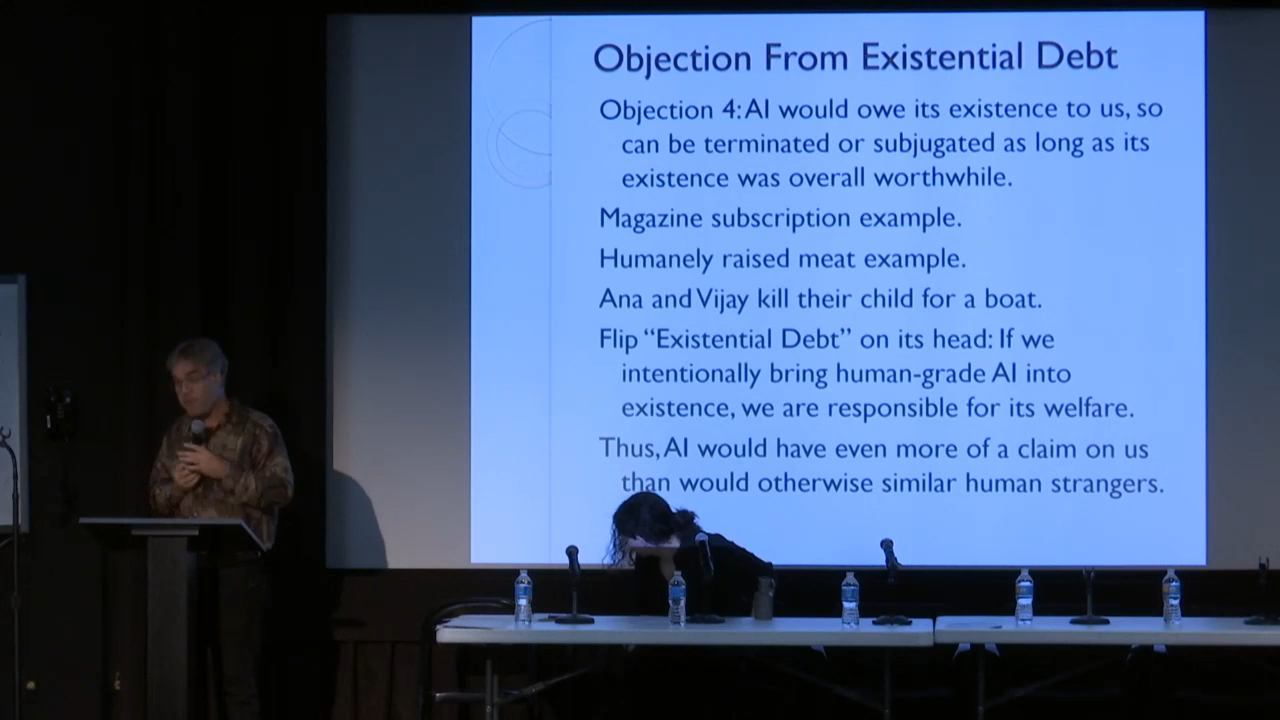 Objection From Existential Debt
Objection 4: AI would owe its existence to us, so
can be terminated or subjugated as long as its
existence was overall worthwhile.
Magazine subscription example.
Humanely raised meat example.
Ana and Vijay kill their child for a boat.
Flip “Existential Debt” on its head: If we
intentionally bring human-grade AI into
existence, we are responsible for its welfare.
Thus, AI would have even more of a claim on us
than would otherwise similar human strangers.